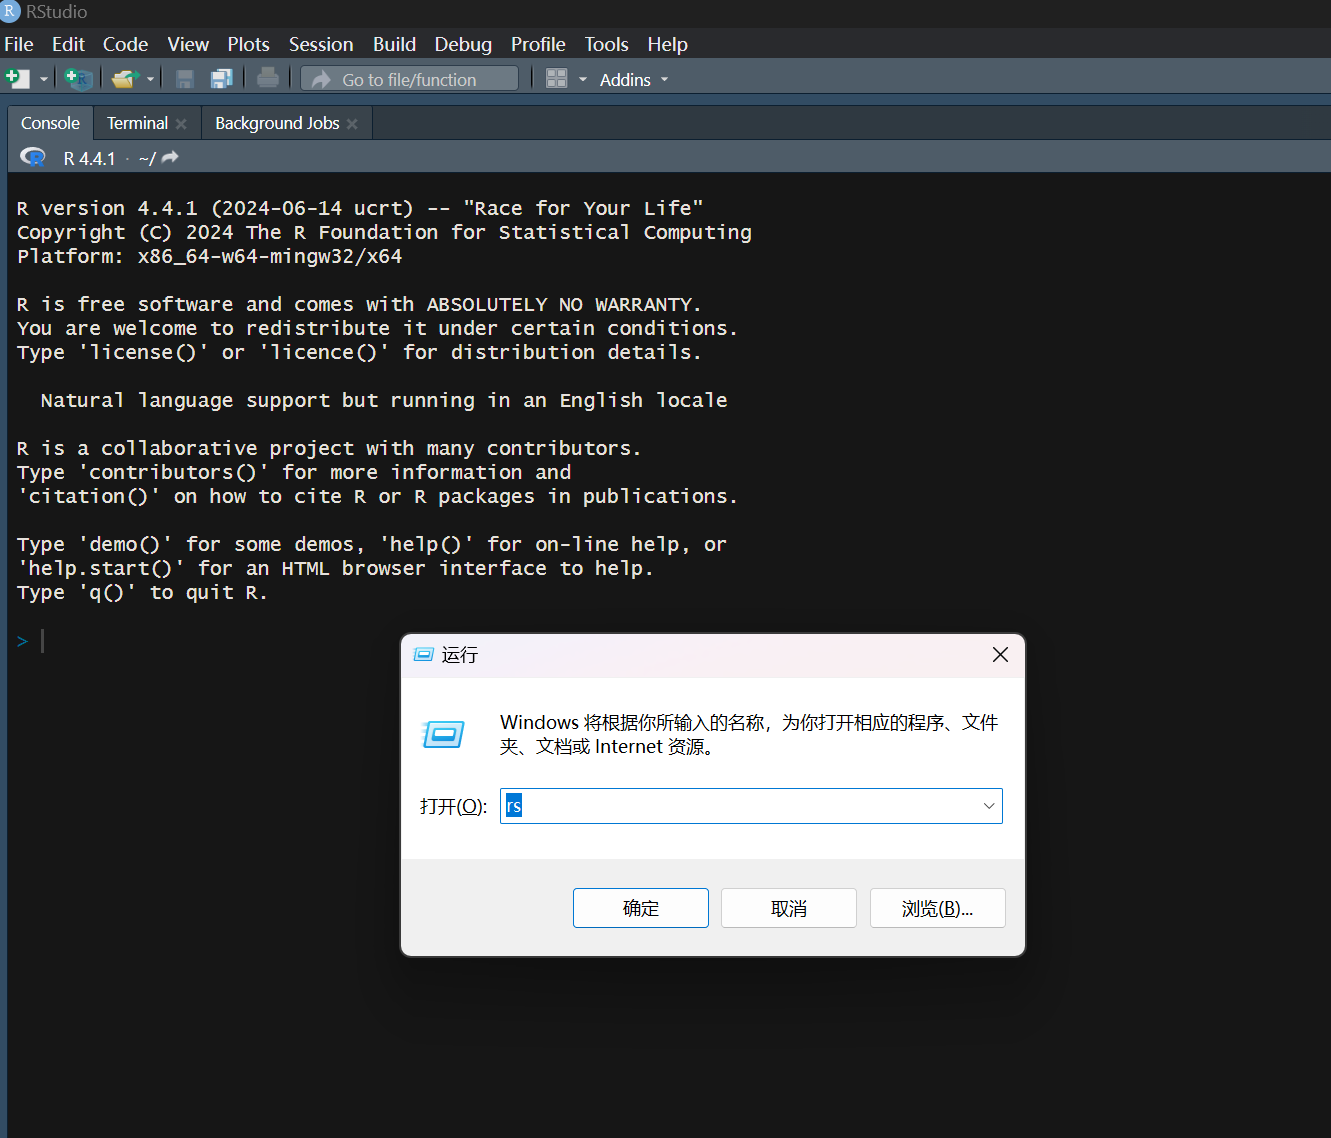 RStudio
File Edit Code View Plots Session Build Debug Profile Tools Help
Go to file/function Addins
Console Terminal Background Jobs
R 4.4.1 · ~/
R version 4.4.1 (2024-06-14 ucrt) -- "Race for Your Life"
Copyright (C) 2024 The R Foundation for Statistical Computing
Platform: x86_64-w64-mingw32/x64
R is free software and comes with ABSOLUTELY NO WARRANTY.
You are welcome to redistribute it under certain conditions.
Type 'license()' or 'licence()' for distribution details.
Natural language support but running in an English locale
R is a collaborative project with many contributors.
Type 'contributors()' for more information and
'citation()' on how to cite R or R packages in publications.
Type 'demo()' for some demos, 'help()' for on-line help, or
'help.start()' for an HTML browser interface to help.
Type 'q()' to quit R.
>
运行
Windows 将根据你所输入的名称，为你打开相应的程序、文件
夹、文档或 Internet 资源。
打开(O): rs
确定 取消 浏览(B)...